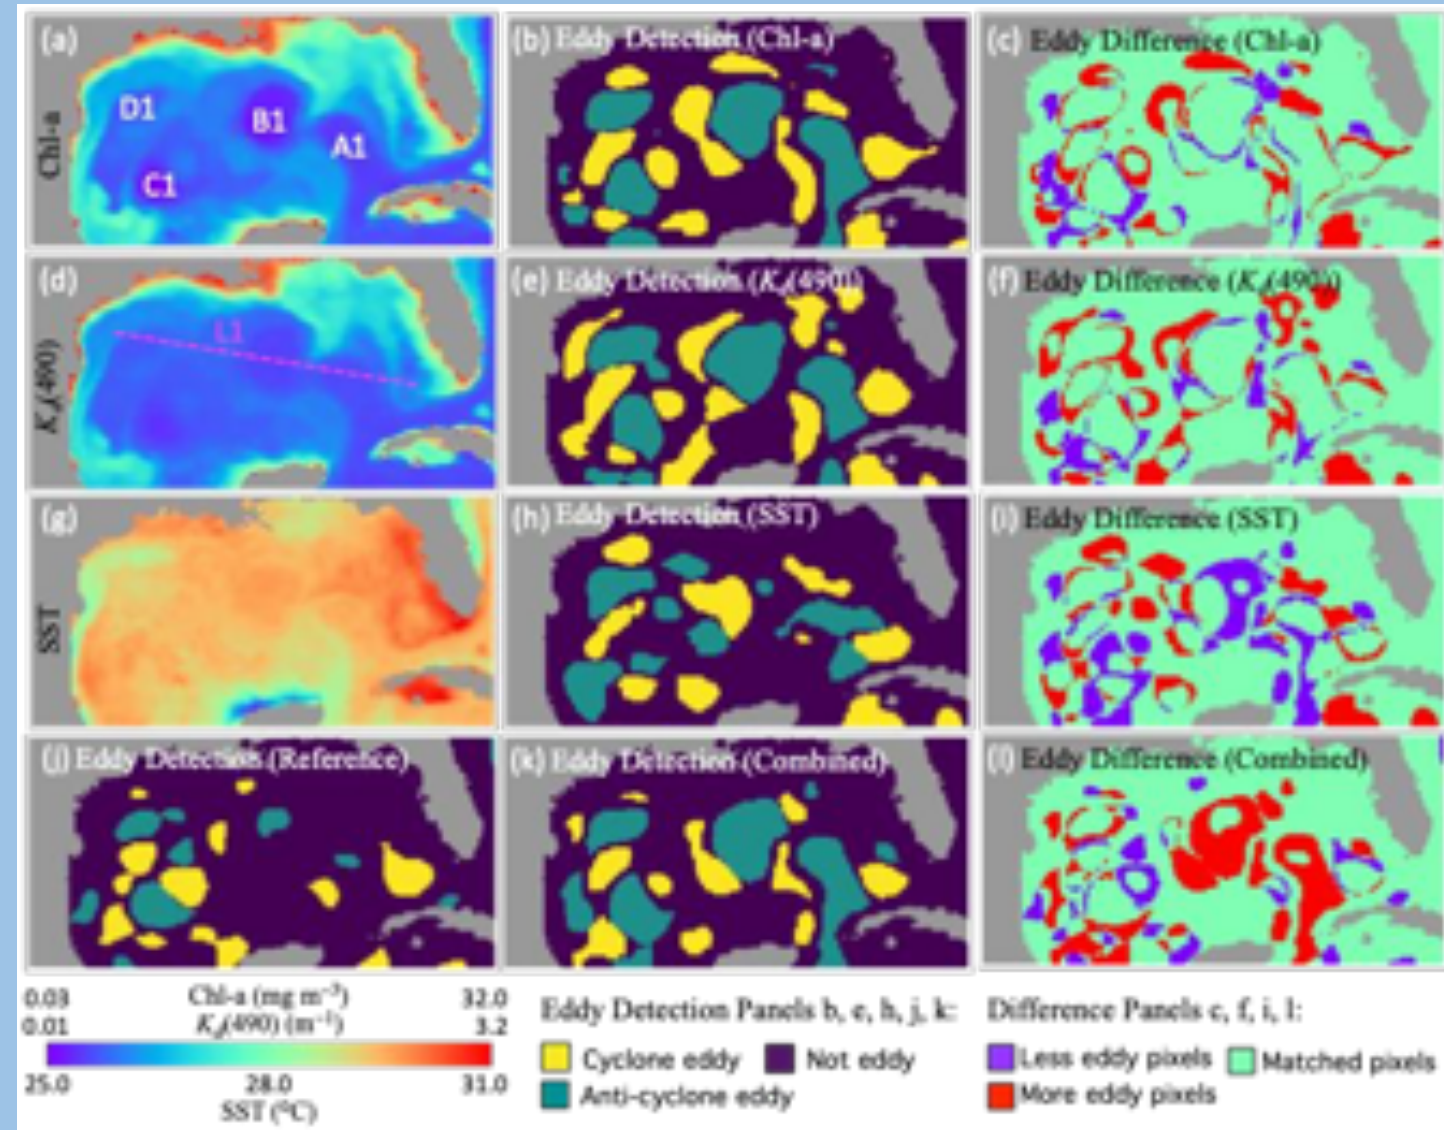 (a)
Chl-a
D1
B1
A1
C1
(b) Eddy Detection (Chl-a)
(c) Eddy Difference (Chl-a)
(d)
K_d(490)
L1
(e) Eddy Detection (K_d(490))
(f) Eddy Difference (K_d(490))
(g)
SST
(h) Eddy Detection (SST)
(i) Eddy Difference (SST)
(j) Eddy Detection (Reference)
(k) Eddy Detection (Combined)
(l) Eddy Difference (Combined)
0.03 Chl-a (mg m⁻³) 32.0
0.01 K_d(490) (m⁻¹) 3.2
25.0 28.0 31.0
SST (⁰C)
Eddy Detection Panels b, e, h, j, k:
Cyclone eddy Not eddy
Anti-cyclone eddy
Difference Panels c, f, i, l:
Less eddy pixels Matched pixels
More eddy pixels